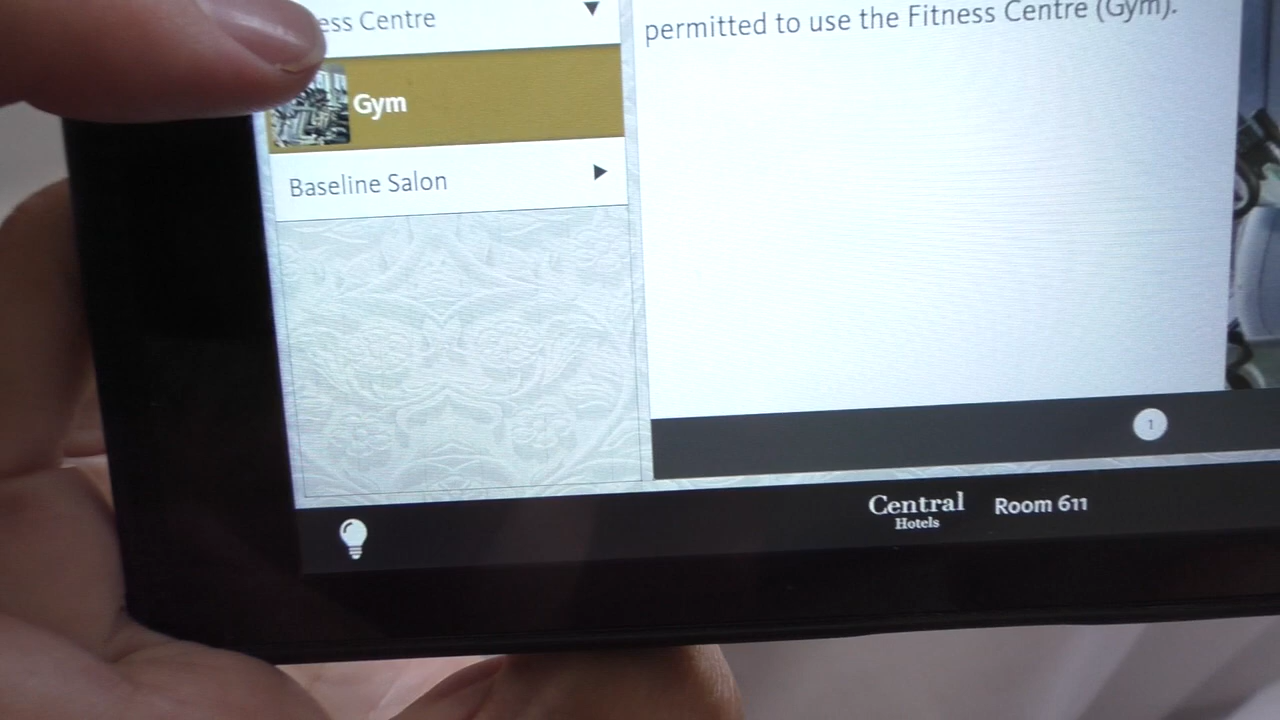 ess Centre
Gym
Baseline Salon
permitted to use the Fitness Centre (Gym).
1
Central
Hotels
Room 611